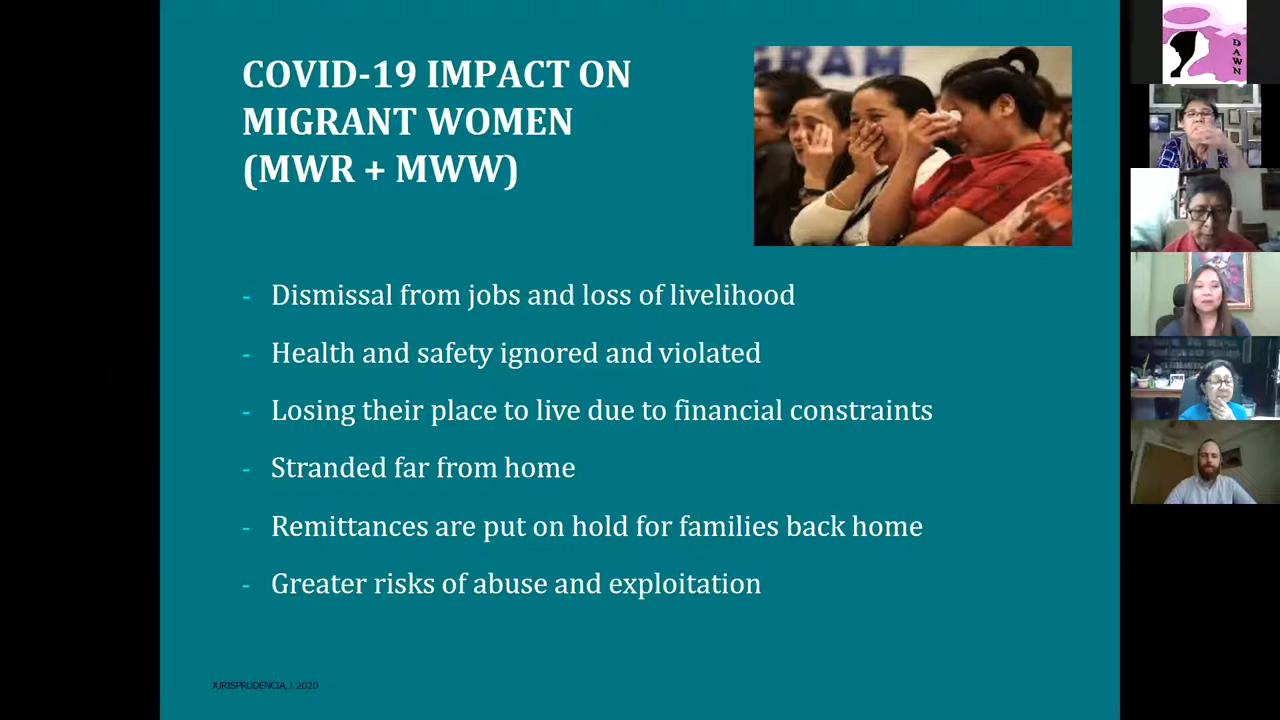 COVID-19 IMPACT ON
MIGRANT WOMEN
(MWR + MWW)
GRAM
- Dismissal from jobs and loss of livelihood
- Health and safety ignored and violated
- Losing their place to live due to financial constraints
- Stranded far from home
- Remittances are put on hold for families back home
- Greater risks of abuse and exploitation
JURISPRUDENCIA,J. 2020
DAWN